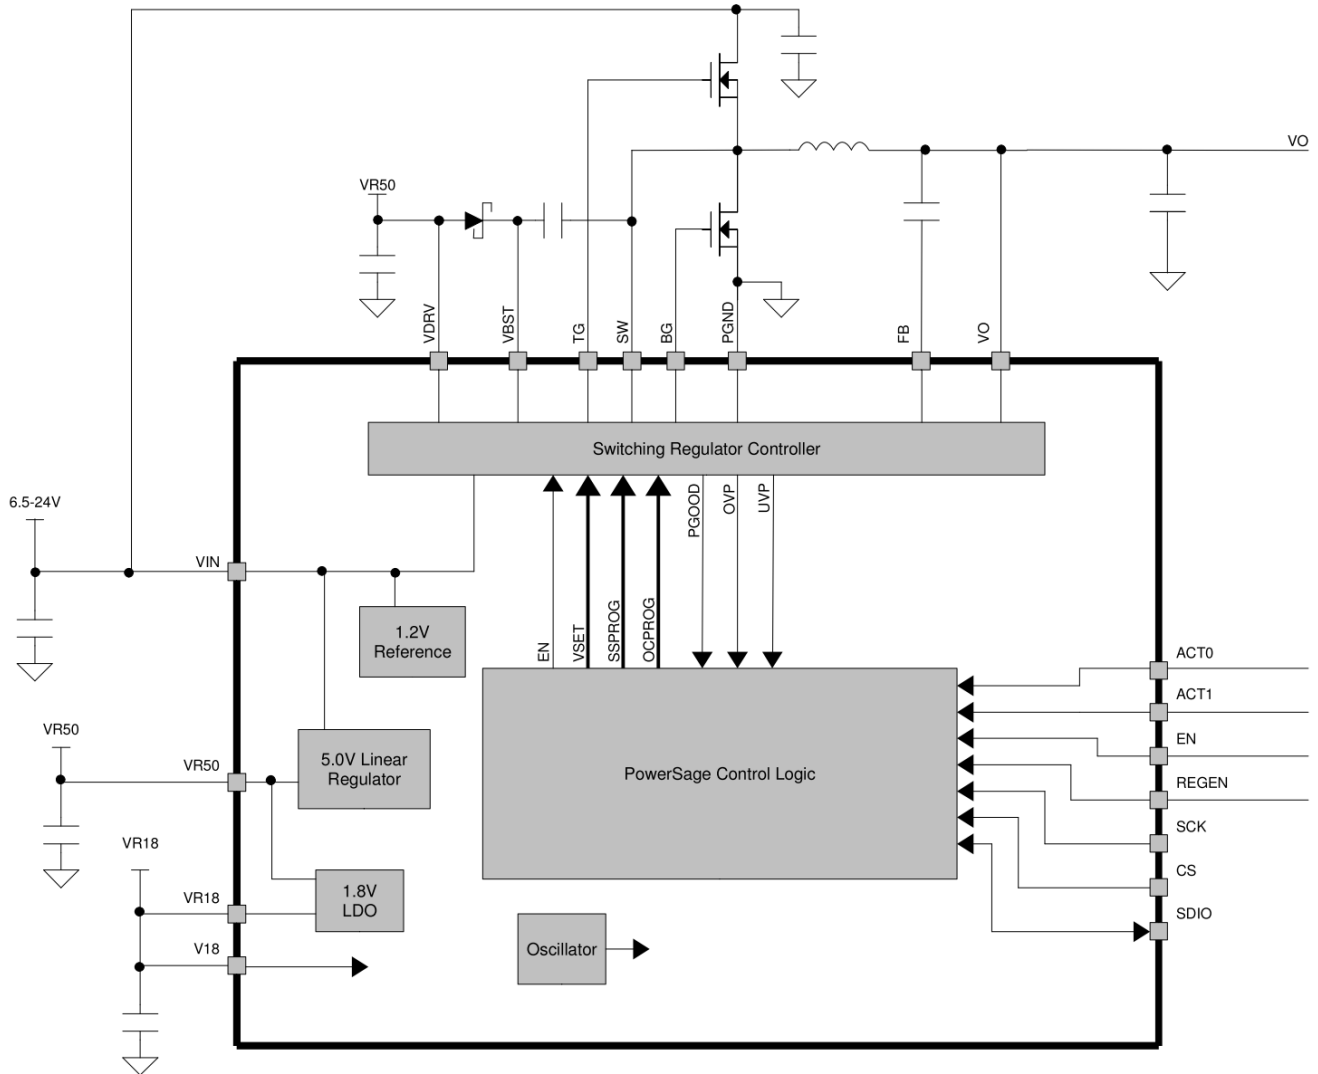 VO
VR50
VDRV
VBST
TG
SW
BG
PGND
FB
VO
Switching Regulator Controller
6.5-24V
VIN
PGOOD
OVP
UVP
1.2V
Reference
EN
VSET
SSPROG
OCPROG
ACT0
ACT1
EN
REGEN
SCK
CS
SDIO
VR50
VR50
5.0V Linear
Regulator
PowerSage Control Logic
VR18
VR18
1.8V
LDO
V18
Oscillator